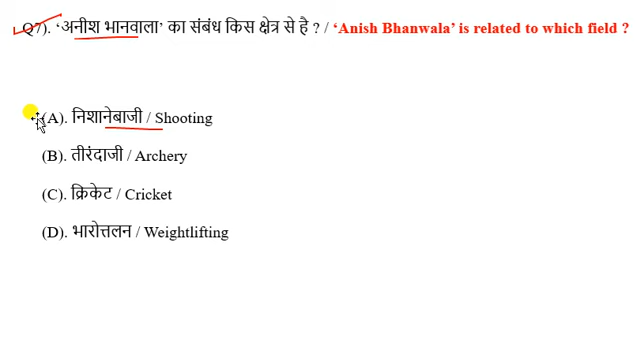 Q7). ‘अनीश भानवाला’ का संबंध किस क्षेत्र से है ? / ‘Anish Bhanwala’ is related to which field ?
(A). निशानेबाजी / Shooting
(B). तीरंदाजी / Archery
(C). क्रिकेट / Cricket
(D). भारोत्तलन / Weightlifting